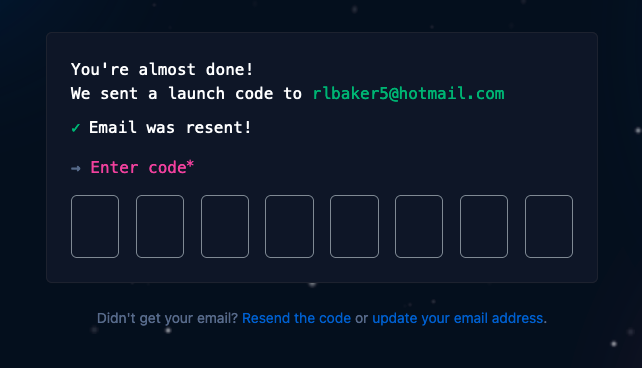 You're almost done!
We sent a launch code to rlbaker5@hotmail.com
✓ Email was resent!
→ Enter code*
Didn't get your email? Resend the code or update your email address.